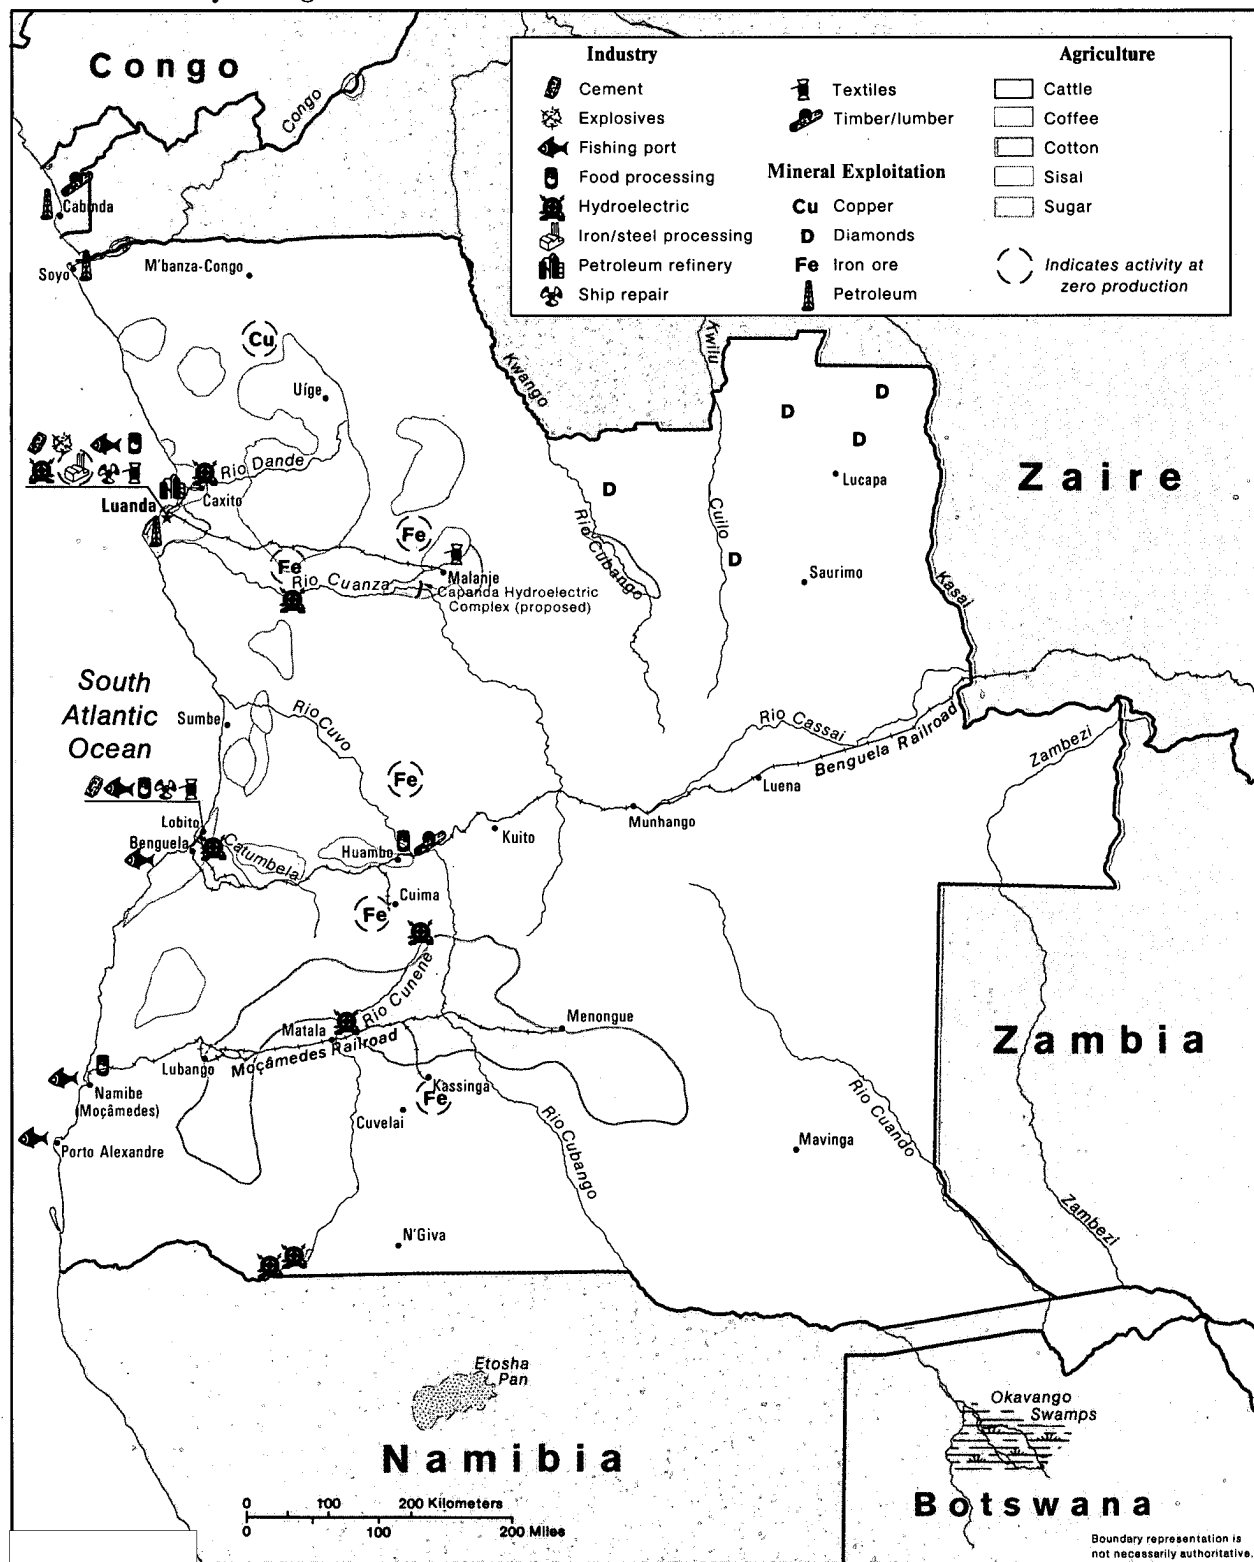 Congo
Congo
Industry
Cement
Explosives
Fishing port
Food processing
Hydroelectric
Iron/steel processing
Petroleum refinery
Ship repair
Textiles
Timber/lumber
Mineral Exploitation
Cu Copper
D Diamonds
Fe Iron ore
Petroleum
Agriculture
Cattle
Coffee
Cotton
Sisal
Sugar
Indicates activity at
zero production
Cabinda
Soyo
M'banza-Congo
Cu
Uíge
Kwango
Kwilu
D
D
D
D
D
Lucapa
Zaire
Rio Dande
Caxito
Luanda
Fe
Fe
Rio Cuanza
Malanje
Capanda Hydroelectric
Complex (proposed)
Rio Cubango
Cuilo
Saurimo
Kasai
South
Atlantic
Ocean
Sumbe
Rio Cuvo
Rio Cassai
Benguela Railroad
Zambezi
Fe
Luena
Munhango
Lobito
Benguela
Catumbela
Huambo
Kuito
Cuima
Fe
Rio Cunene
Matala
Menongue
Moçâmedes Railroad
Lubango
Namibe
(Moçâmedes)
Kassinga
Fe
Cuvelai
Porto Alexandre
Rio Cubango
Rio Cuando
Mavinga
Zambia
Zambezi
N'Giva
Etosha
Pan
Namibia
Okavango
Swamps
Botswana
0 100 200 Kilometers
0 100 200 Miles
Boundary representation is
not necessarily authoritative